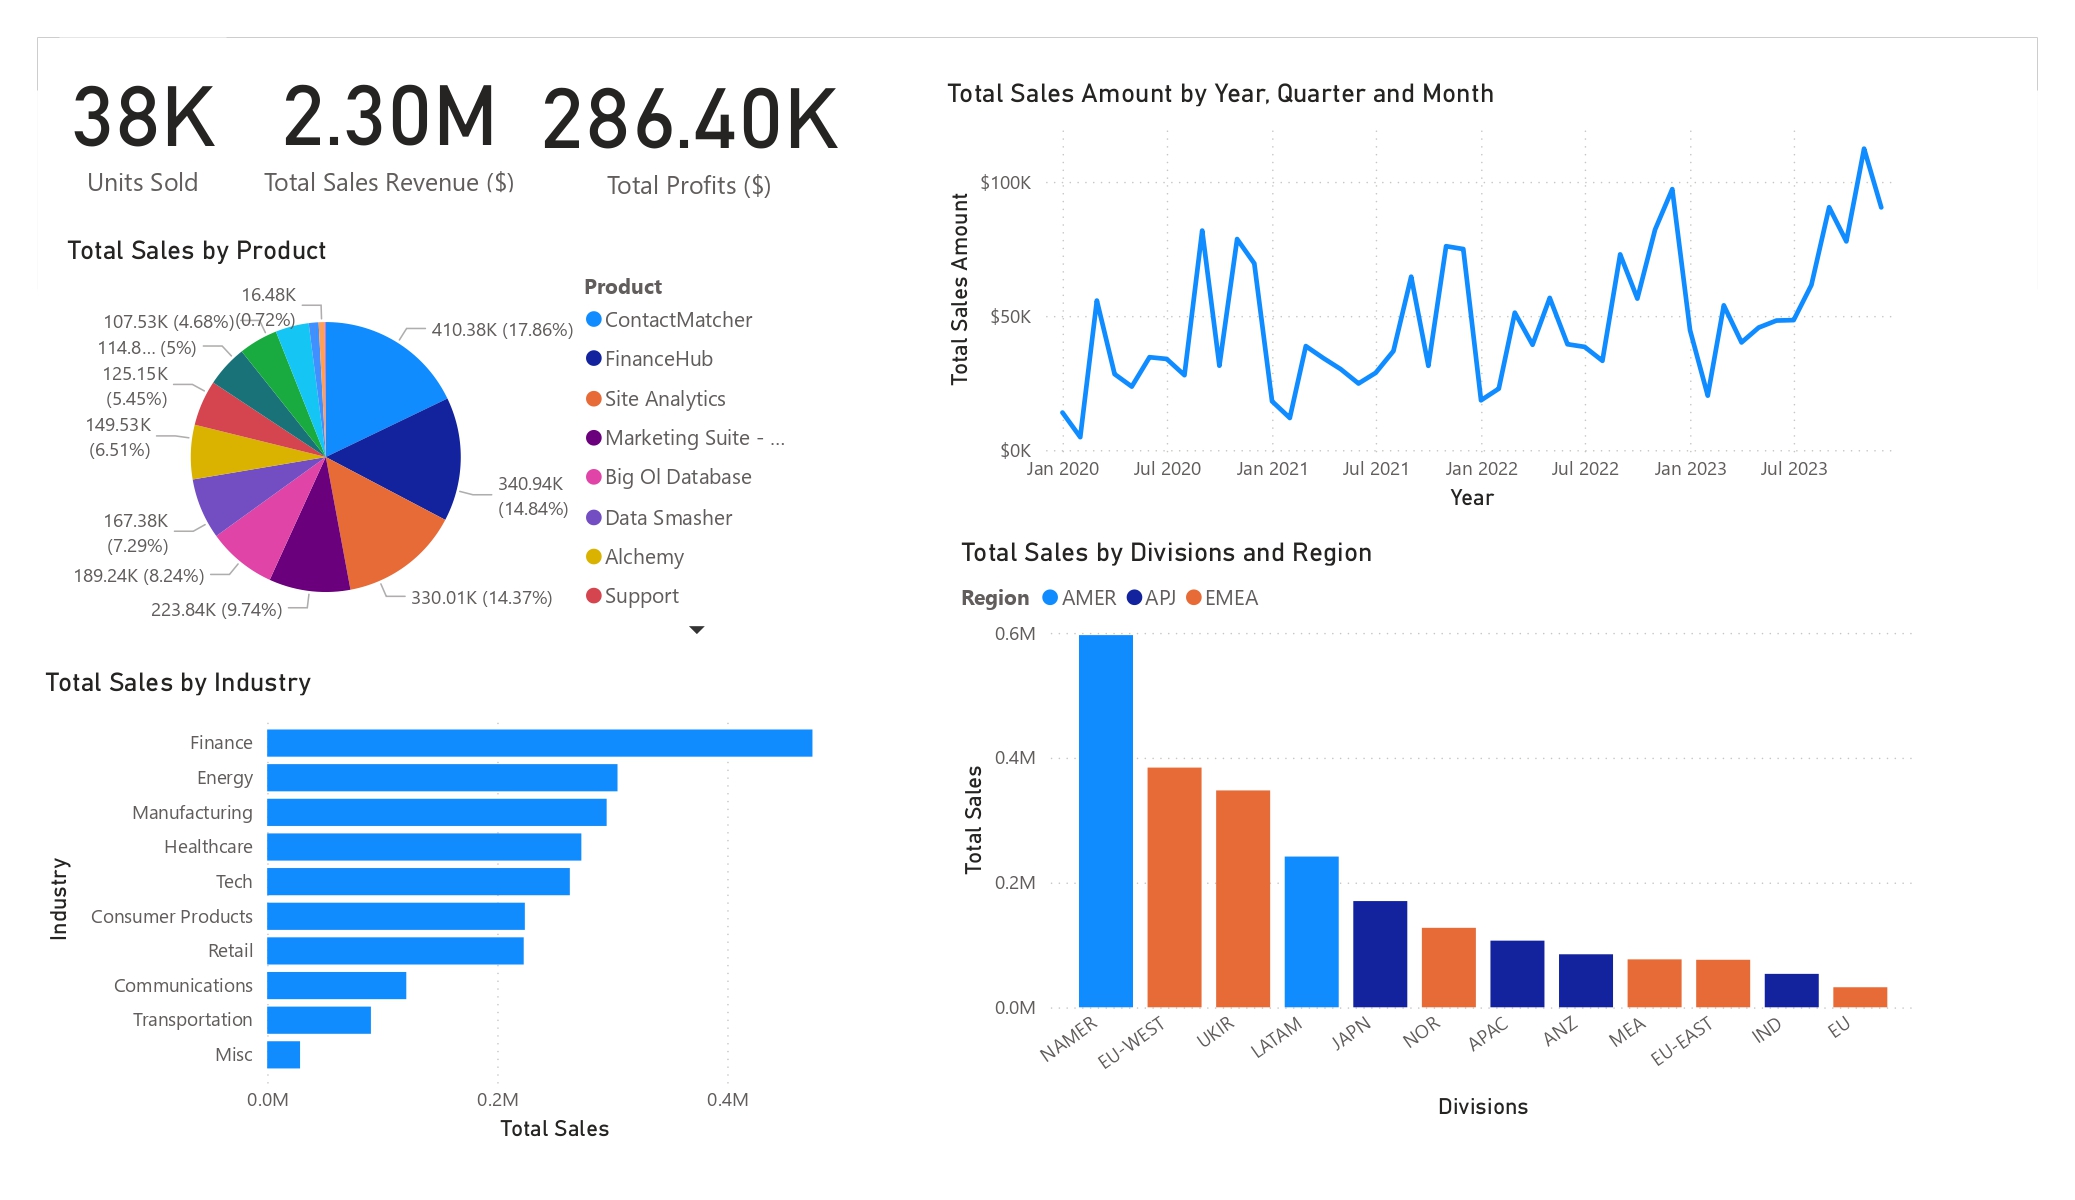 38K
Units Sold
2.30M
Total Sales Revenue ($)
286.40K
Total Profits ($)
Total Sales by Product
16.48K
(0.72%)
107.53K (4.68%)
114.8... (5%)
125.15K
(5.45%)
149.53K
(6.51%)
167.38K
(7.29%)
189.24K (8.24%)
223.84K (9.74%)
410.38K (17.86%)
340.94K
(14.84%)
330.01K (14.37%)
Product
ContactMatcher
FinanceHub
Site Analytics
Marketing Suite - ...
Big Ol Database
Data Smasher
Alchemy
Support
Total Sales by Industry
Industry
Finance
Energy
Manufacturing
Healthcare
Tech
Consumer Products
Retail
Communications
Transportation
Misc
0.0M 0.2M 0.4M
Total Sales
Total Sales Amount by Year, Quarter and Month
Total Sales Amount
$100K
$50K
$0K
Jan 2020 Jul 2020 Jan 2021 Jul 2021 Jan 2022 Jul 2022 Jan 2023 Jul 2023
Year
Total Sales by Divisions and Region
Region AMER APJ EMEA
Total Sales
0.6M
0.4M
0.2M
0.0M
NAMER EU-WEST UKIR LATAM JAPN NOR APAC ANZ MEA EU-EAST IND EU
Divisions